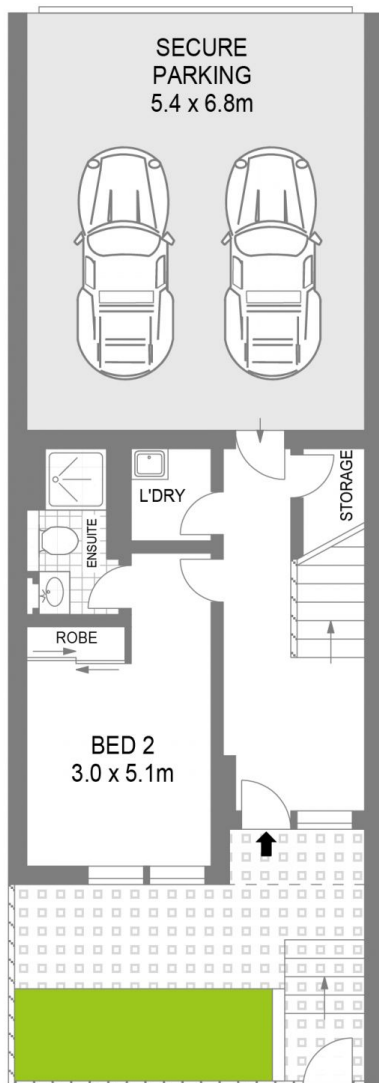 SECURE
PARKING
5.4 x 6.8m
L'DRY
STORAGE
ENSUITE
ROBE
BED 2
3.0 x 5.1m